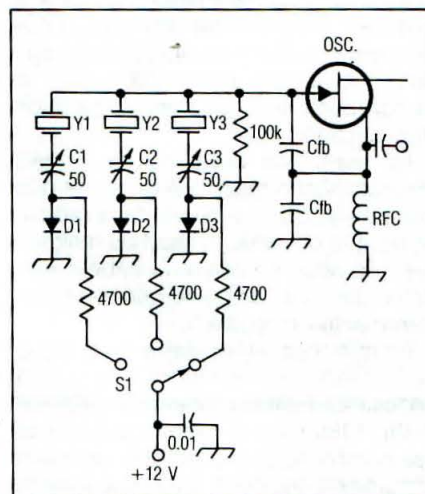 OSC.
Y1 Y2 Y3
100k
Cfb
C1 C2 C3
50 50 50
Cfb
D1 D2 D3
RFC
4700 4700 4700
S1
0.01
+12 V